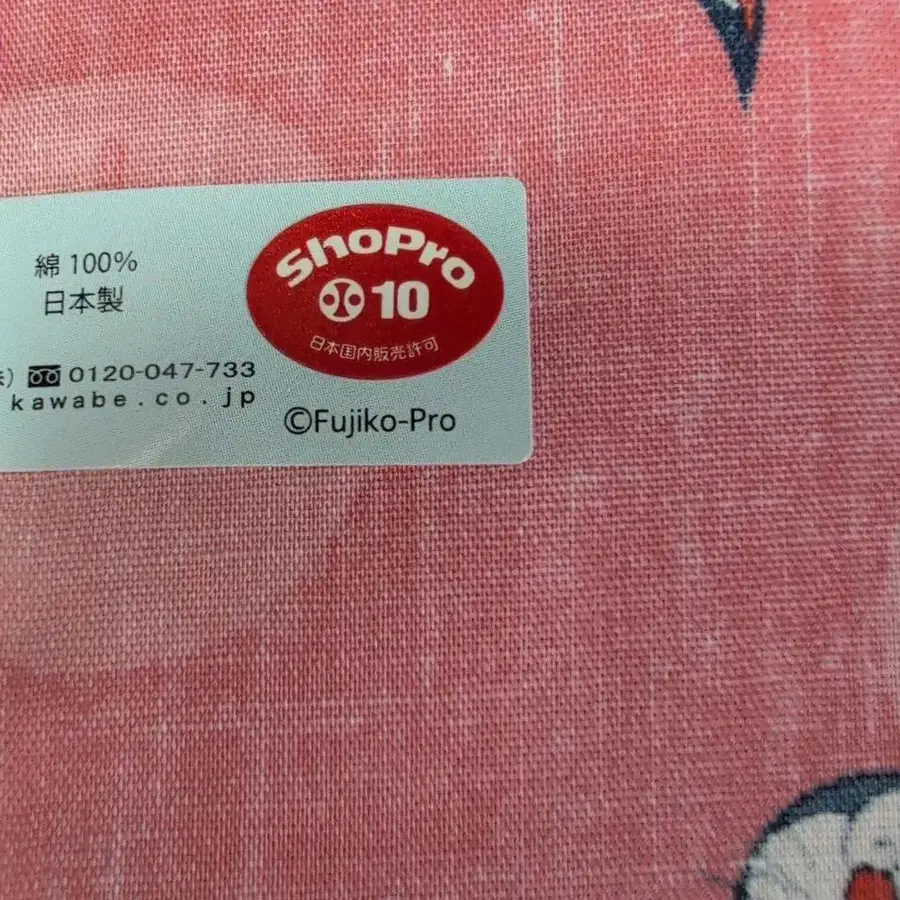 綿 100%
日本製
0120-047-733
kawabe.co.jp
ShoPro
10
日本国内販売許可
©Fujiko-Pro